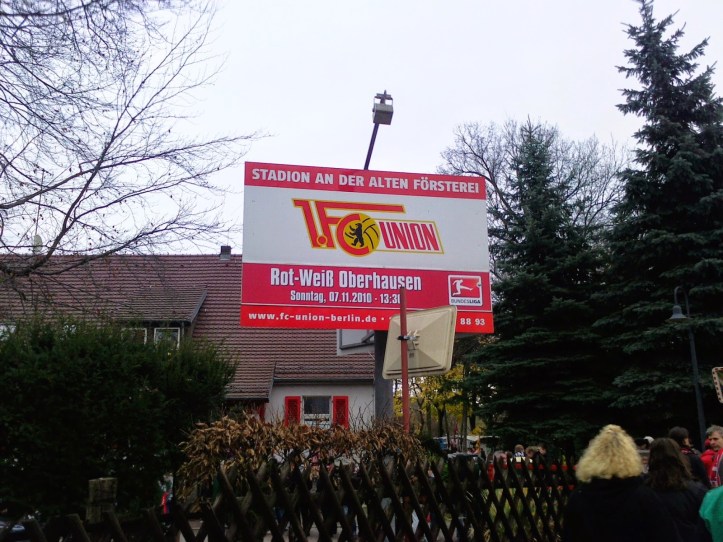 STADION AN DER ALTEN FÖRSTEREI
1.FC UNION
Rot-Weiß Oberhausen
Sonntag, 07.11.2010 - 13:30
BUNDESLIGA
www.fc-union-berlin.de • 88 93